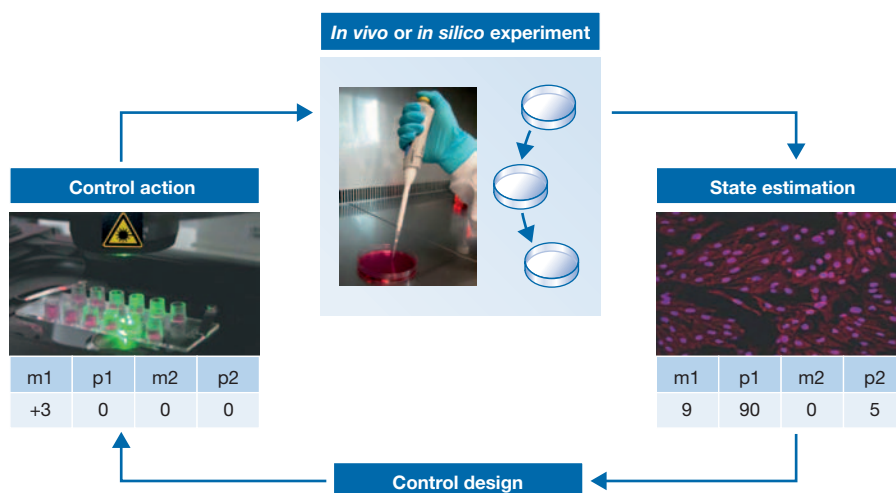 In vivo or in silico experiment
Control action
State estimation
m1 p1 m2 p2
+3 0 0 0
m1 p1 m2 p2
9 90 0 5
Control design